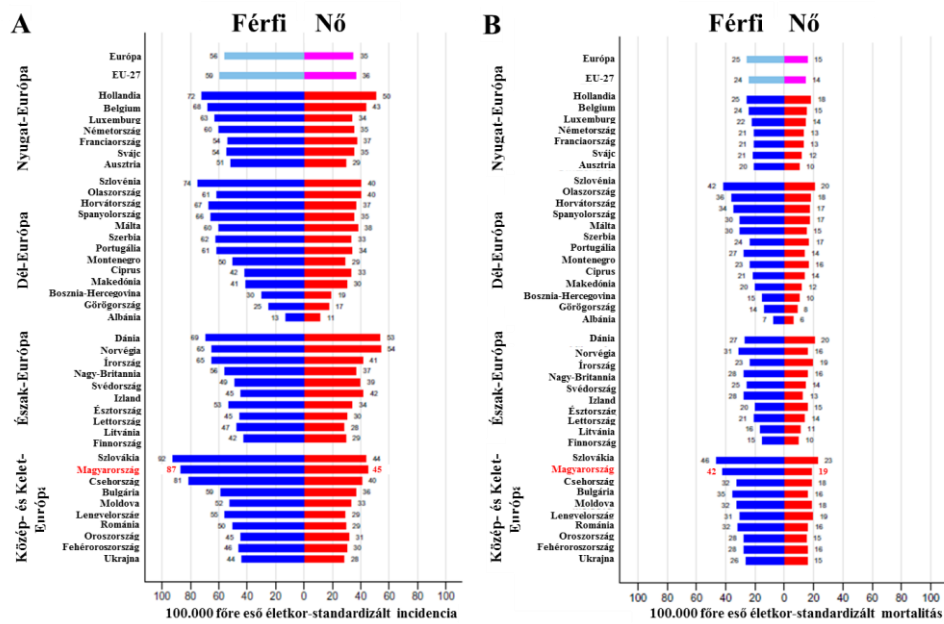 A Férfi Nő
Nyugat-Európa
Európa 56 35
EU-27 59 36
Hollandia 72 50
Belgium 68 43
Luxemburg 63 34
Németország 60 35
Franciaország 54 37
Svájc 54 35
Ausztria 51 29
Dél-Európa
Szlovénia 74 40
Olaszország 61 40
Horvátország 67 37
Spanyolország 66 35
Málta 60 38
Szerbia 62 33
Portugália 61 34
Montenegro 50 29
Ciprus 42 33
Makedónia 41 30
Bosznia-Hercegovina 30 19
Görögország 25 17
Albánia 13 11
Észak-Európa
Dánia 69 53
Norvégia 65 54
Írország 65 41
Nagy-Britannia 56 37
Svédország 49 39
Izland 45 42
Észtország 53 34
Lettország 45 30
Litvánia 47 28
Finnország 42 29
Közép- és Kelet-
Európa
Szlovákia 92 44
Magyarország 87 45
Csehország 81 40
Bulgária 59 36
Moldova 52 33
Lengyelország 55 29
Románia 50 29
Oroszország 45 31
Fehéroroszország 46 30
Ukrajna 44 28
100 80 60 40 20 0 20 40 60 80 100
100.000 főre eső életkor-standardizált incidencia
B Férfi Nő
Nyugat-Európa
Európa 25 15
EU-27 24 14
Hollandia 25 18
Belgium 24 15
Luxemburg 22 14
Németország 21 13
Franciaország 21 13
Svájc 21 12
Ausztria 20 10
Dél-Európa
Szlovénia 42 20
Olaszország 36 18
Horvátország 34 17
Spanyolország 30 17
Málta 30 15
Szerbia 24 17
Portugália 27 14
Montenegro 23 16
Ciprus 21 14
Makedónia 20 12
Bosznia-Hercegovina 15 10
Görögország 14 8
Albánia 7 6
Észak-Európa
Dánia 27 20
Norvégia 31 16
Írország 23 19
Nagy-Britannia 28 16
Svédország 25 14
Izland 28 13
Észtország 20 15
Lettország 21 14
Litvánia 16 11
Finnország 15 10
Közép- és Kelet-
Európa
Szlovákia 46 23
Magyarország 42 19
Csehország 32 18
Bulgária 35 16
Moldova 32 18
Lengyelország 31 19
Románia 32 16
Oroszország 28 15
Fehéroroszország 28 16
Ukrajna 26 15
100 80 60 40 20 0 20 40 60 80 100
100.000 főre eső életkor-standardizált mortalitás